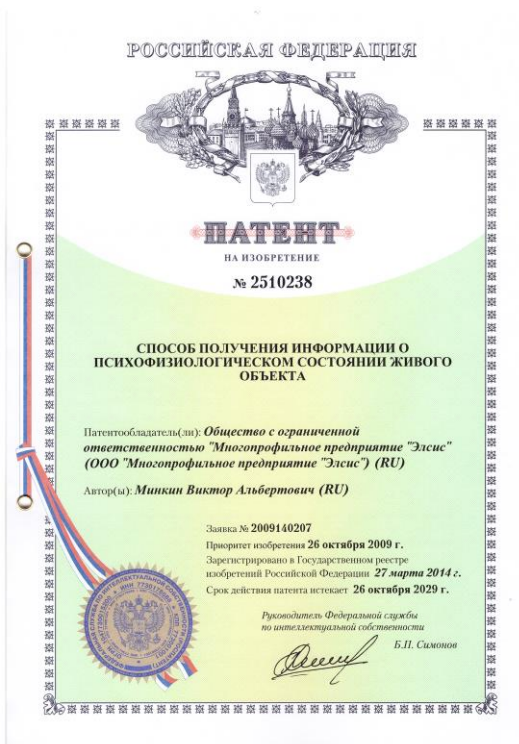 РОССИЙСКАЯ ФЕДЕРАЦИЯ
ПАТЕНТ
НА ИЗОБРЕТЕНИЕ
№ 2510238
СПОСОБ ПОЛУЧЕНИЯ ИНФОРМАЦИИ О
ПСИХОФИЗИОЛОГИЧЕСКОМ СОСТОЯНИИ ЖИВОГО
ОБЪЕКТА
Патентообладатель(ли): Общество с ограниченной
ответственностью "Многопрофильное предприятие "Элсис"
(ООО "Многопрофильное предприятие "Элсис") (RU)
Автор(ы): Минкин Виктор Альбертович (RU)
Заявка № 2009140207
Приоритет изобретения 26 октября 2009 г.
Зарегистрировано в Государственном реестре
изобретений Российской Федерации 27 марта 2014 г.
Срок действия патента истекает 26 октября 2029 г.
Руководитель Федеральной службы
по интеллектуальной собственности
Б.П. Симонов